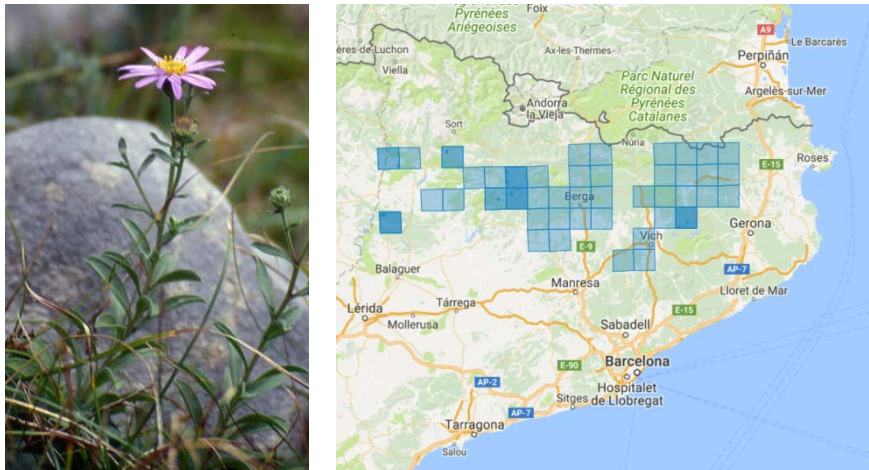 Pyrénées
Ariégeoises
Foix
A9
Le Barcarès
ères-de-Luchon
Ax-les-Thermes
Perpiñán
Viella
Parc Naturel
Régional des
Pyrénées
Catalanes
Argelès-sur-Mer
Andorra
la Vieja
Sort
Núria
E-15
Roses
Berga
Vich
Gerona
E-9
Balaguer
AP-7
Manresa
Lloret de Mar
Lérida
Tárrega
Mollerusa
E-15
Sabadell
E-90
Barcelona
AP-2
Hospitalet
de Llobregat
Sitges
AP-7
Tarragona
Salou